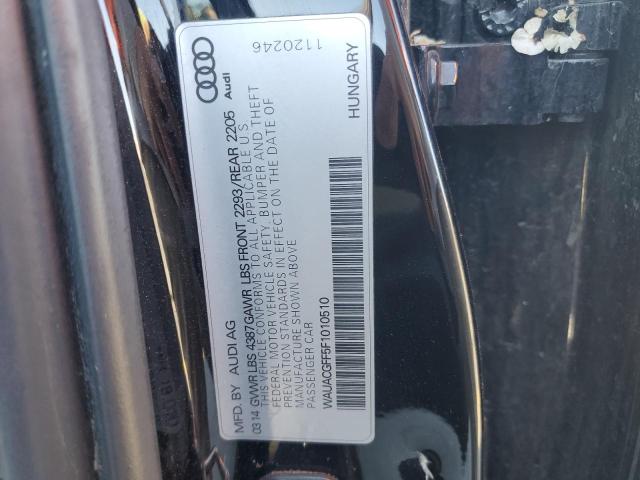 MFD. BY AUDI AG
03 14 GVWR LBS 4387GAWR LBS FRONT 2293/REAR 2205
THIS VEHICLE CONFORMS TO ALL APPLICABLE U.S.
FEDERAL MOTOR VEHICLE SAFETY, BUMPER AND THEFT
PREVENTION STANDARDS IN EFFECT ON THE DATE OF
MANUFACTURE SHOWN ABOVE
PASSENGER CAR
WAUACGFF5F1010510
Audi
1120246
HUNGARY